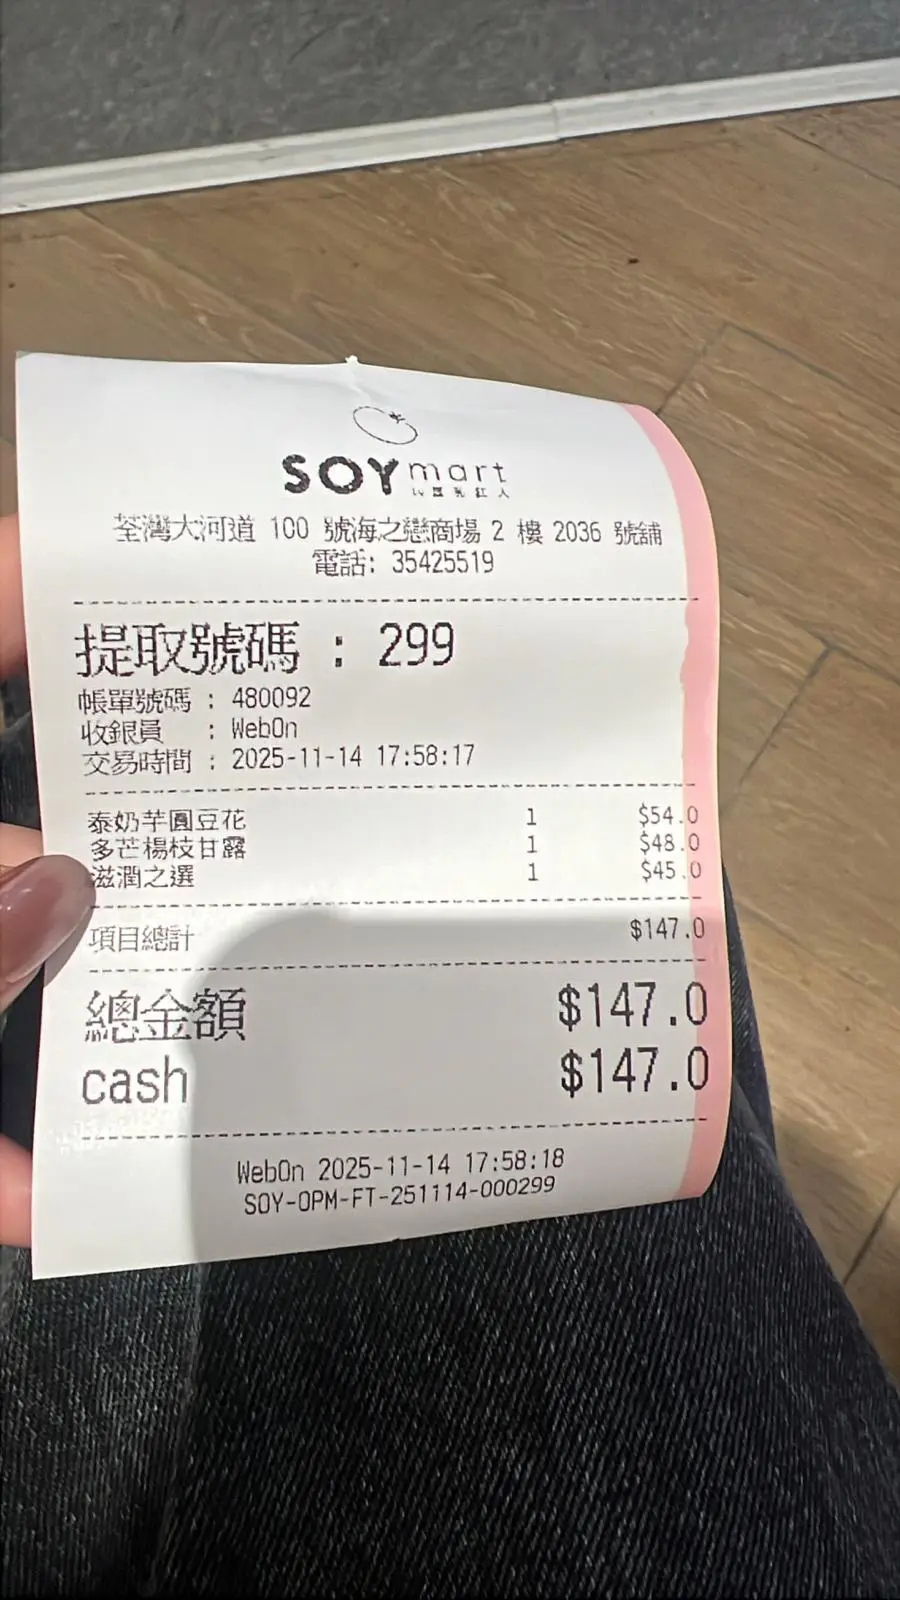 SOYmart
荃灣大河道 100 號海之戀商場 2 樓 2036 號舖
電話: 35425519
提取號碼 : 299
帳單號碼 : 480092
收銀員 : WebOn
交易時間 : 2025-11-14 17:58:17
泰奶芋圓豆花 1 $54.0
多芒楊枝甘露 1 $48.0
滋潤之選 1 $45.0
項目總計 $147.0
總金額 $147.0
cash $147.0
WebOn 2025-11-14 17:58:18
SOY-OPM-FT-251114-000299